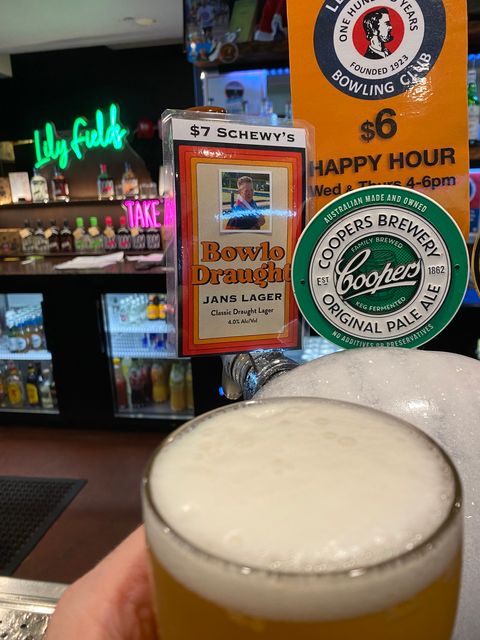 ONE HUNDRED YEARS
FOUNDED 1923
BOWLING CLUB
$6
HAPPY HOUR
Wed & Thurs 4-6pm
$7 SCHEWY'S
Bowlo
Draught
JANS LAGER
Classic Draught Lager
4.0% Alc/Vol
AUSTRALIAN MADE AND OWNED
COOPERS BREWERY
FAMILY BREWED
EST
Coopers
1862
KEG FERMENTED
ORIGINAL PALE ALE
NO ADDITIVES OR PRESERVATIVES
Lilyfields
TAKE